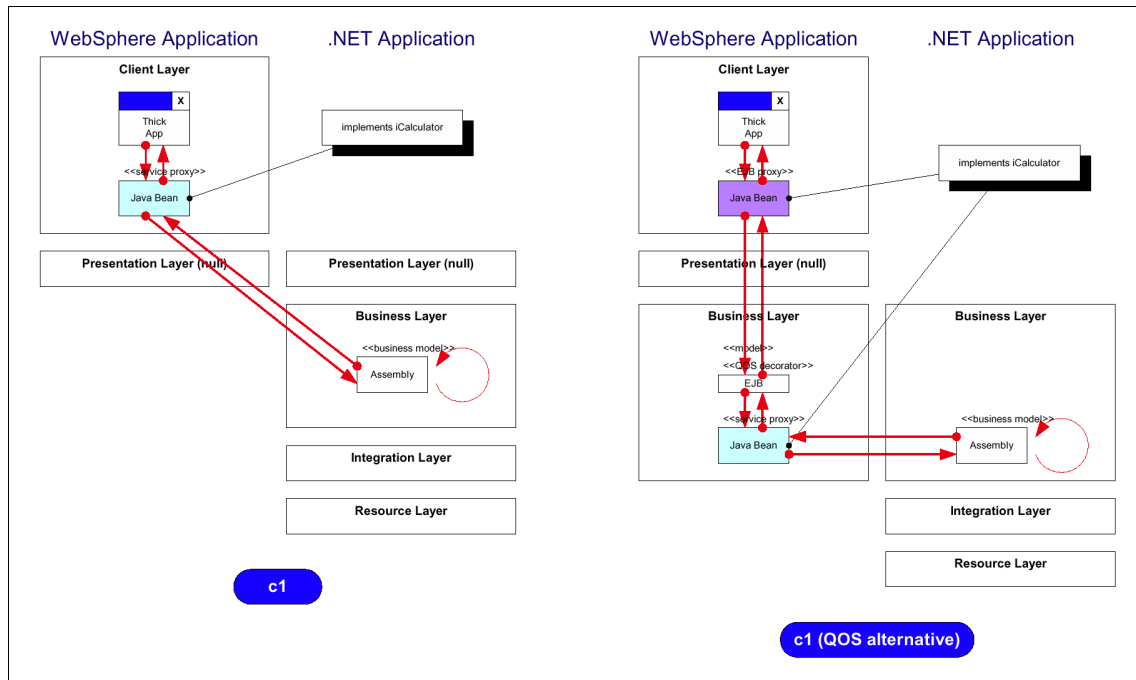 WebSphere Application
.NET Application
Client Layer
X
Thick
App
implements iCalculator
<<service proxy>>
Java Bean
Presentation Layer (null)
Presentation Layer (null)
Business Layer
<<business model>>
Assembly
Integration Layer
Resource Layer
c1
WebSphere Application
.NET Application
Client Layer
X
Thick
App
implements iCalculator
<<EJB proxy>>
Java Bean
Presentation Layer (null)
Business Layer
Business Layer
<<model>>
<<QOS decorator>>
EJB
<<service proxy>>
Java Bean
<<business model>>
Assembly
Integration Layer
Resource Layer
c1 (QOS alternative)